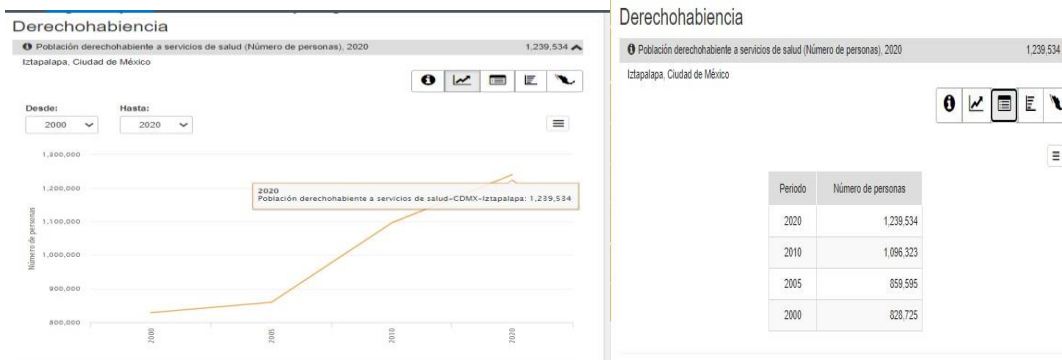 Derechohabiencia
Población derechohabiente a servicios de salud (Número de personas), 2020 1,239,534
Iztapalapa, Ciudad de México
Desde: Hasta:
2000 2020
1,300,000
1,200,000
1,100,000
1,000,000
900,000
800,000
Número de personas
2020
Población derechohabiente a servicios de salud-CDMX-Iztapalapa: 1,239,534
2000 2005 2010 2020
Derechohabiencia
Población derechohabiente a servicios de salud (Número de personas), 2020 1,239,534
Iztapalapa, Ciudad de México
Periodo Número de personas
2020 1,239,534
2010 1,096,323
2005 859,595
2000 828,725